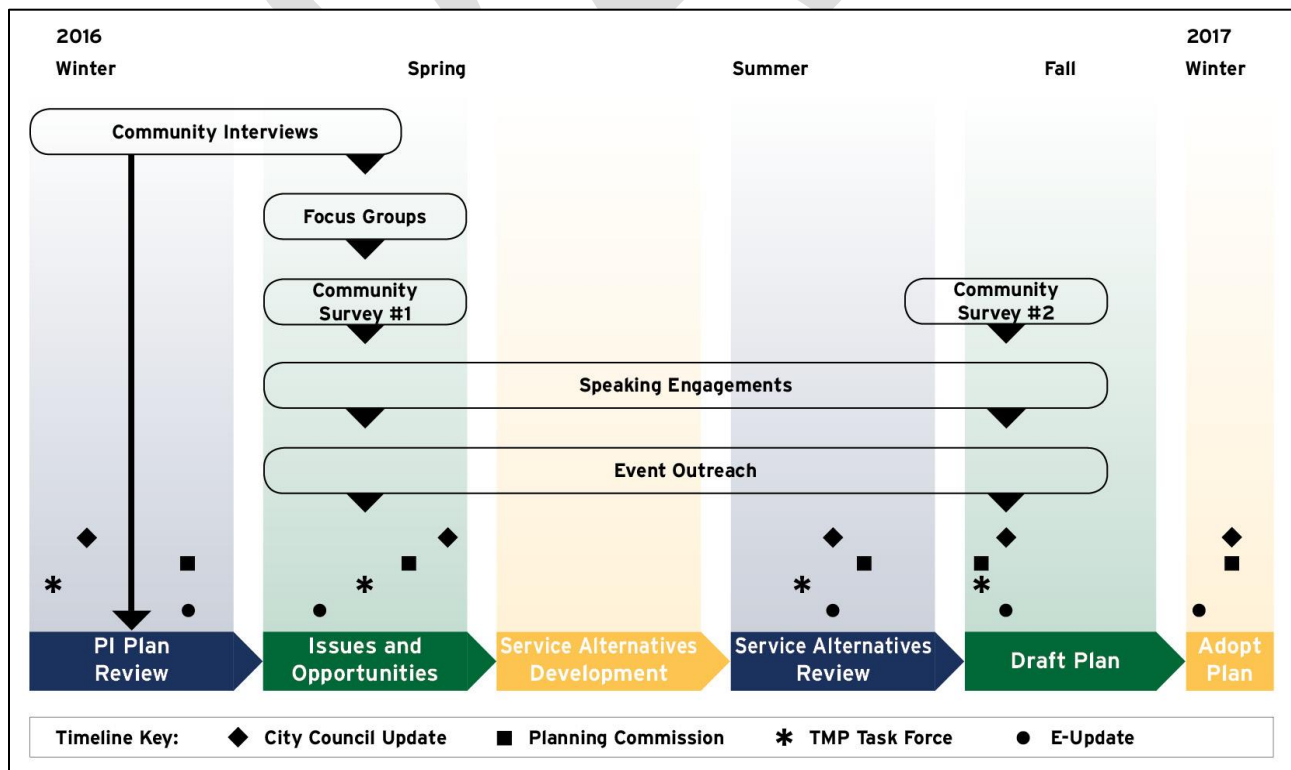 2016
2017
Winter
Spring
Summer
Fall
Winter
Community Interviews
Focus Groups
Community
Survey #1
Community
Survey #2
Speaking Engagements
Event Outreach
PI Plan
Review
Issues and
Opportunities
Service Alternatives
Development
Service Alternatives
Review
Draft Plan
Adopt
Plan
Timeline Key:
City Council Update
Planning Commission
TMP Task Force
E-Update